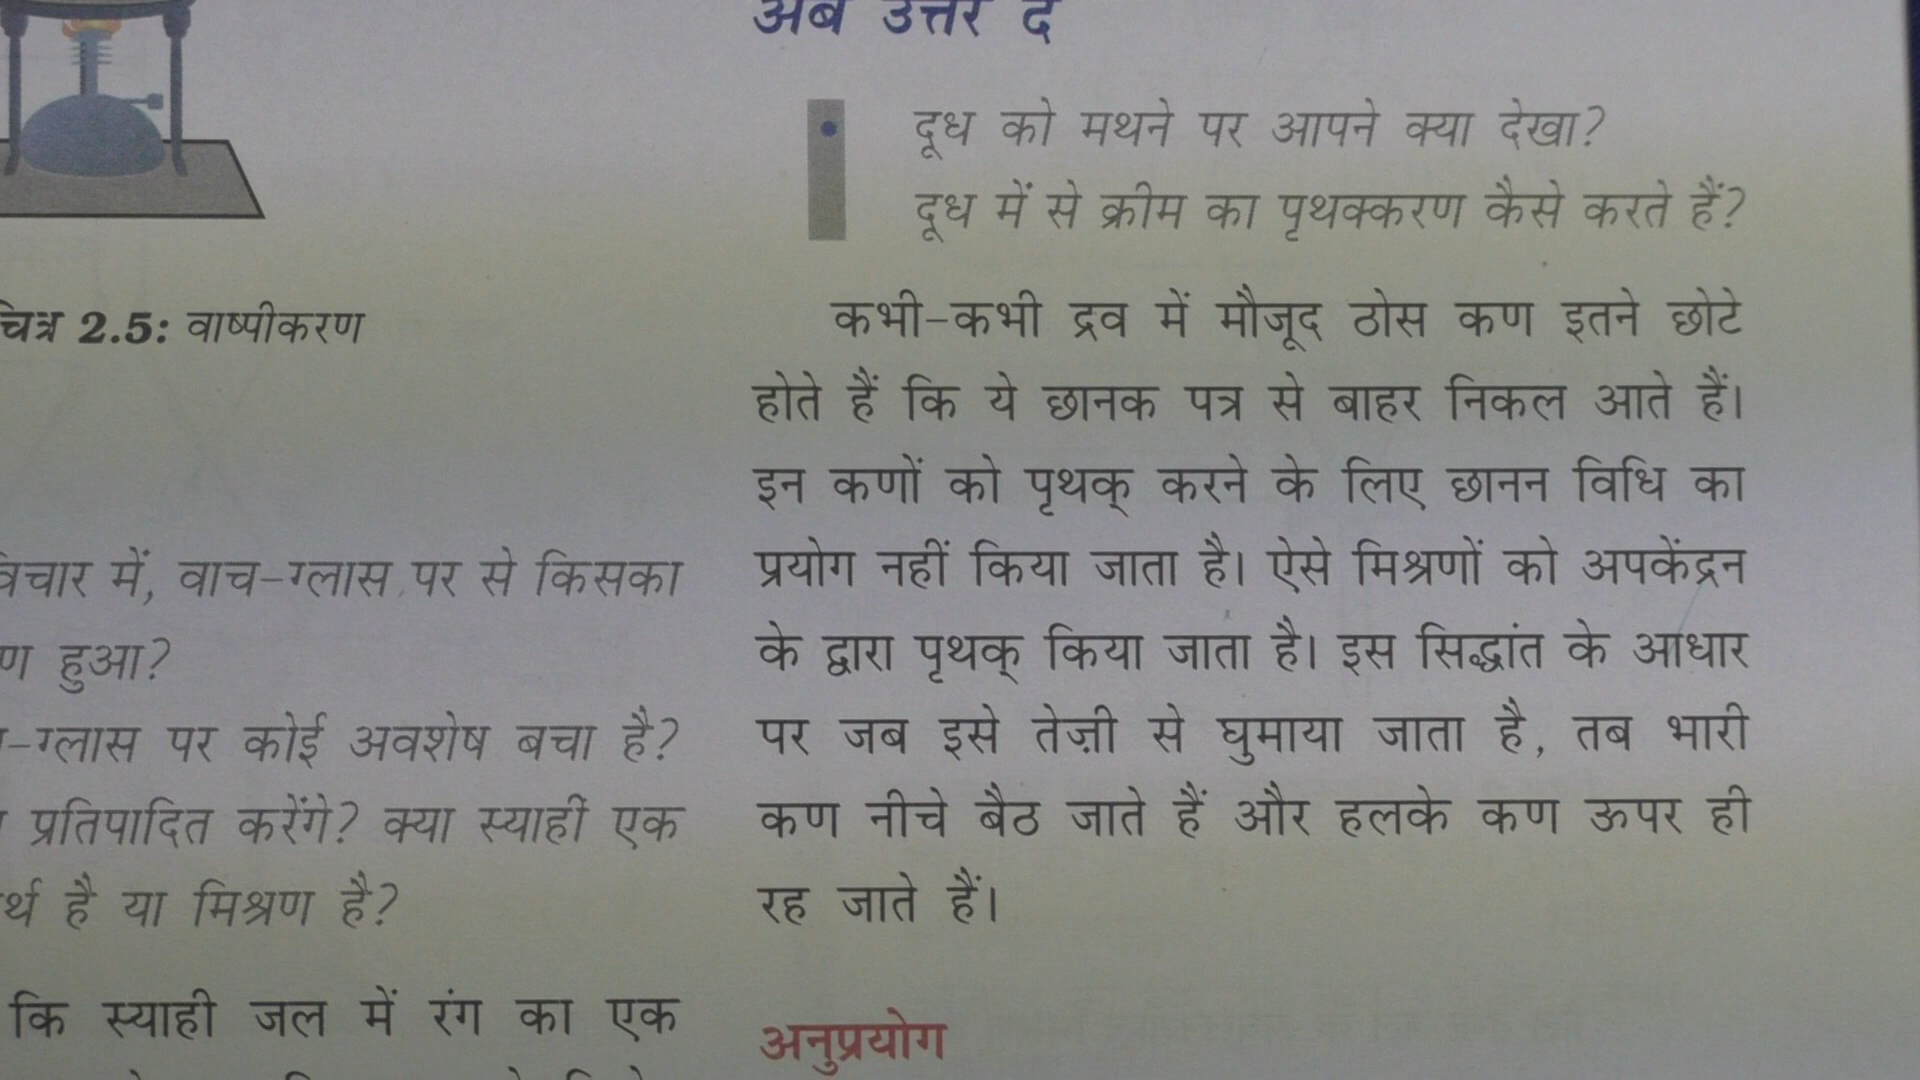 चित्र 2.5: वाष्पीकरण
में, वाच-ग्लास पर से किसका
हुआ?
पर कोई अवशेष बचा है?
प्रतिपादित करेंगे? क्या स्याही एक
है या मिश्रण है?
कि स्याही जल में रंग का एक
अब उत्तर दें
• दूध को मथने पर आपने क्या देखा?
दूध में से क्रीम का पृथक्करण कैसे करते हैं?
कभी-कभी द्रव में मौजूद ठोस कण इतने छोटे
होते हैं कि ये छानक पत्र से बाहर निकल आते हैं।
इन कणों को पृथक् करने के लिए छानन विधि का
प्रयोग नहीं किया जाता है। ऐसे मिश्रणों को अपकेंद्रन
के द्वारा पृथक् किया जाता है। इस सिद्धांत के आधार
पर जब इसे तेज़ी से घुमाया जाता है, तब भारी
कण नीचे बैठ जाते हैं और हलके कण ऊपर ही
रह जाते हैं।
अनुप्रयोग